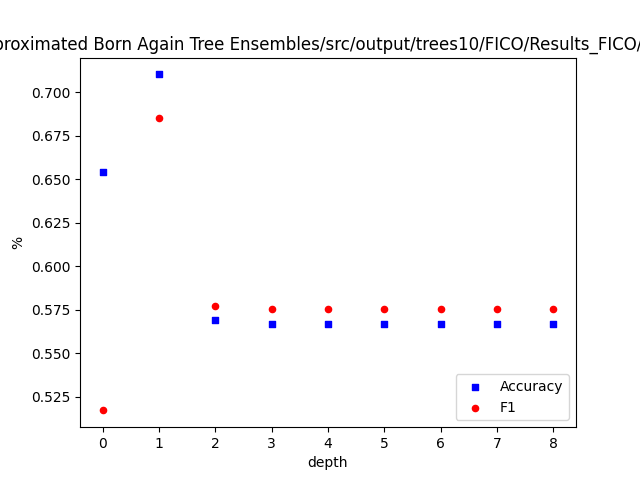 proximated Born Again Tree Ensembles/src/output/trees10/FICO/Results_FICO/
0.700
0.675
0.650
0.625
0.600
0.575
0.550
0.525
%
Accuracy
F1
0 1 2 3 4 5 6 7 8
depth